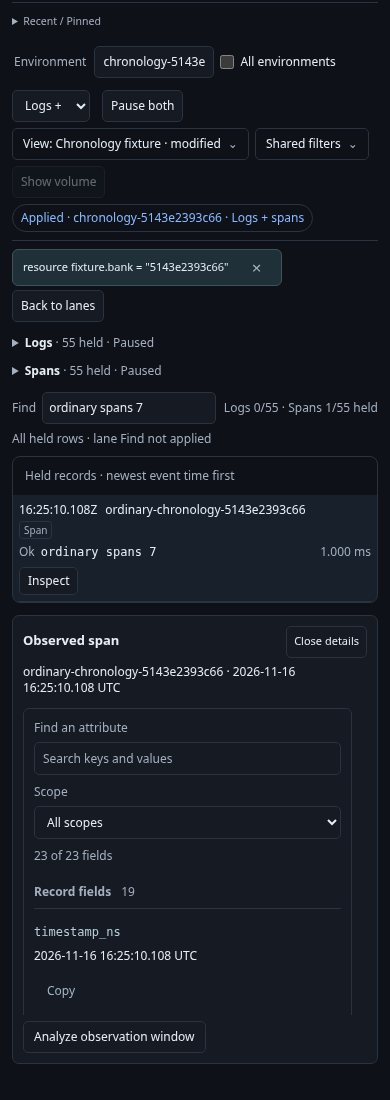 ▶ Recent / Pinned
Environment chronology-5143e All environments
Logs + Pause both
View: Chronology fixture · modified Shared filters
Show volume
Applied · chronology-5143e2393c66 · Logs + spans
resource fixture.bank = "5143e2393c66" ×
Back to lanes
▶ Logs · 55 held · Paused
▶ Spans · 55 held · Paused
Find ordinary spans 7 Logs 0/55 · Spans 1/55 held
All held rows · lane Find not applied
Held records · newest event time first
16:25:10.108Z ordinary-chronology-5143e2393c66
Span
Ok ordinary spans 7 1.000 ms
Inspect
Observed span Close details
ordinary-chronology-5143e2393c66 · 2026-11-16
16:25:10.108 UTC
Find an attribute
Search keys and values
Scope
All scopes
23 of 23 fields
Record fields 19
timestamp_ns
2026-11-16 16:25:10.108 UTC
Copy
Analyze observation window